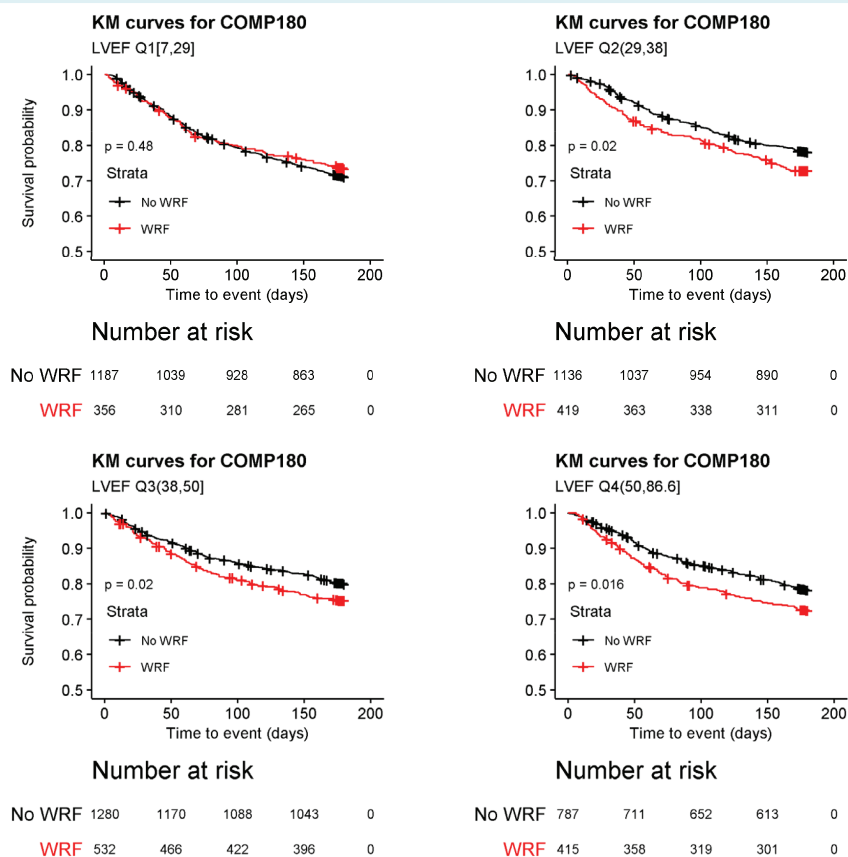 KM curves for COMP180
LVEF Q1[7,29]
Survival probability
1.0
0.9
0.8
0.7
0.6
0.5
p = 0.48
Strata
No WRF
WRF
0 50 100 150 200
Time to event (days)
Number at risk
No WRF 1187 1039 928 863 0
WRF 356 310 281 265 0
KM curves for COMP180
LVEF Q2(29,38]
1.0
0.9
0.8
0.7
0.6
0.5
p = 0.02
Strata
No WRF
WRF
0 50 100 150 200
Time to event (days)
Number at risk
No WRF 1136 1037 954 890 0
WRF 419 363 338 311 0
KM curves for COMP180
LVEF Q3(38,50]
Survival probability
1.0
0.9
0.8
0.7
0.6
0.5
p = 0.02
Strata
No WRF
WRF
0 50 100 150 200
Time to event (days)
Number at risk
No WRF 1280 1170 1088 1043 0
WRF 532 466 422 396 0
KM curves for COMP180
LVEF Q4(50,86.6]
1.0
0.9
0.8
0.7
0.6
0.5
p = 0.016
Strata
No WRF
WRF
0 50 100 150 200
Time to event (days)
Number at risk
No WRF 787 711 652 613 0
WRF 415 358 319 301 0